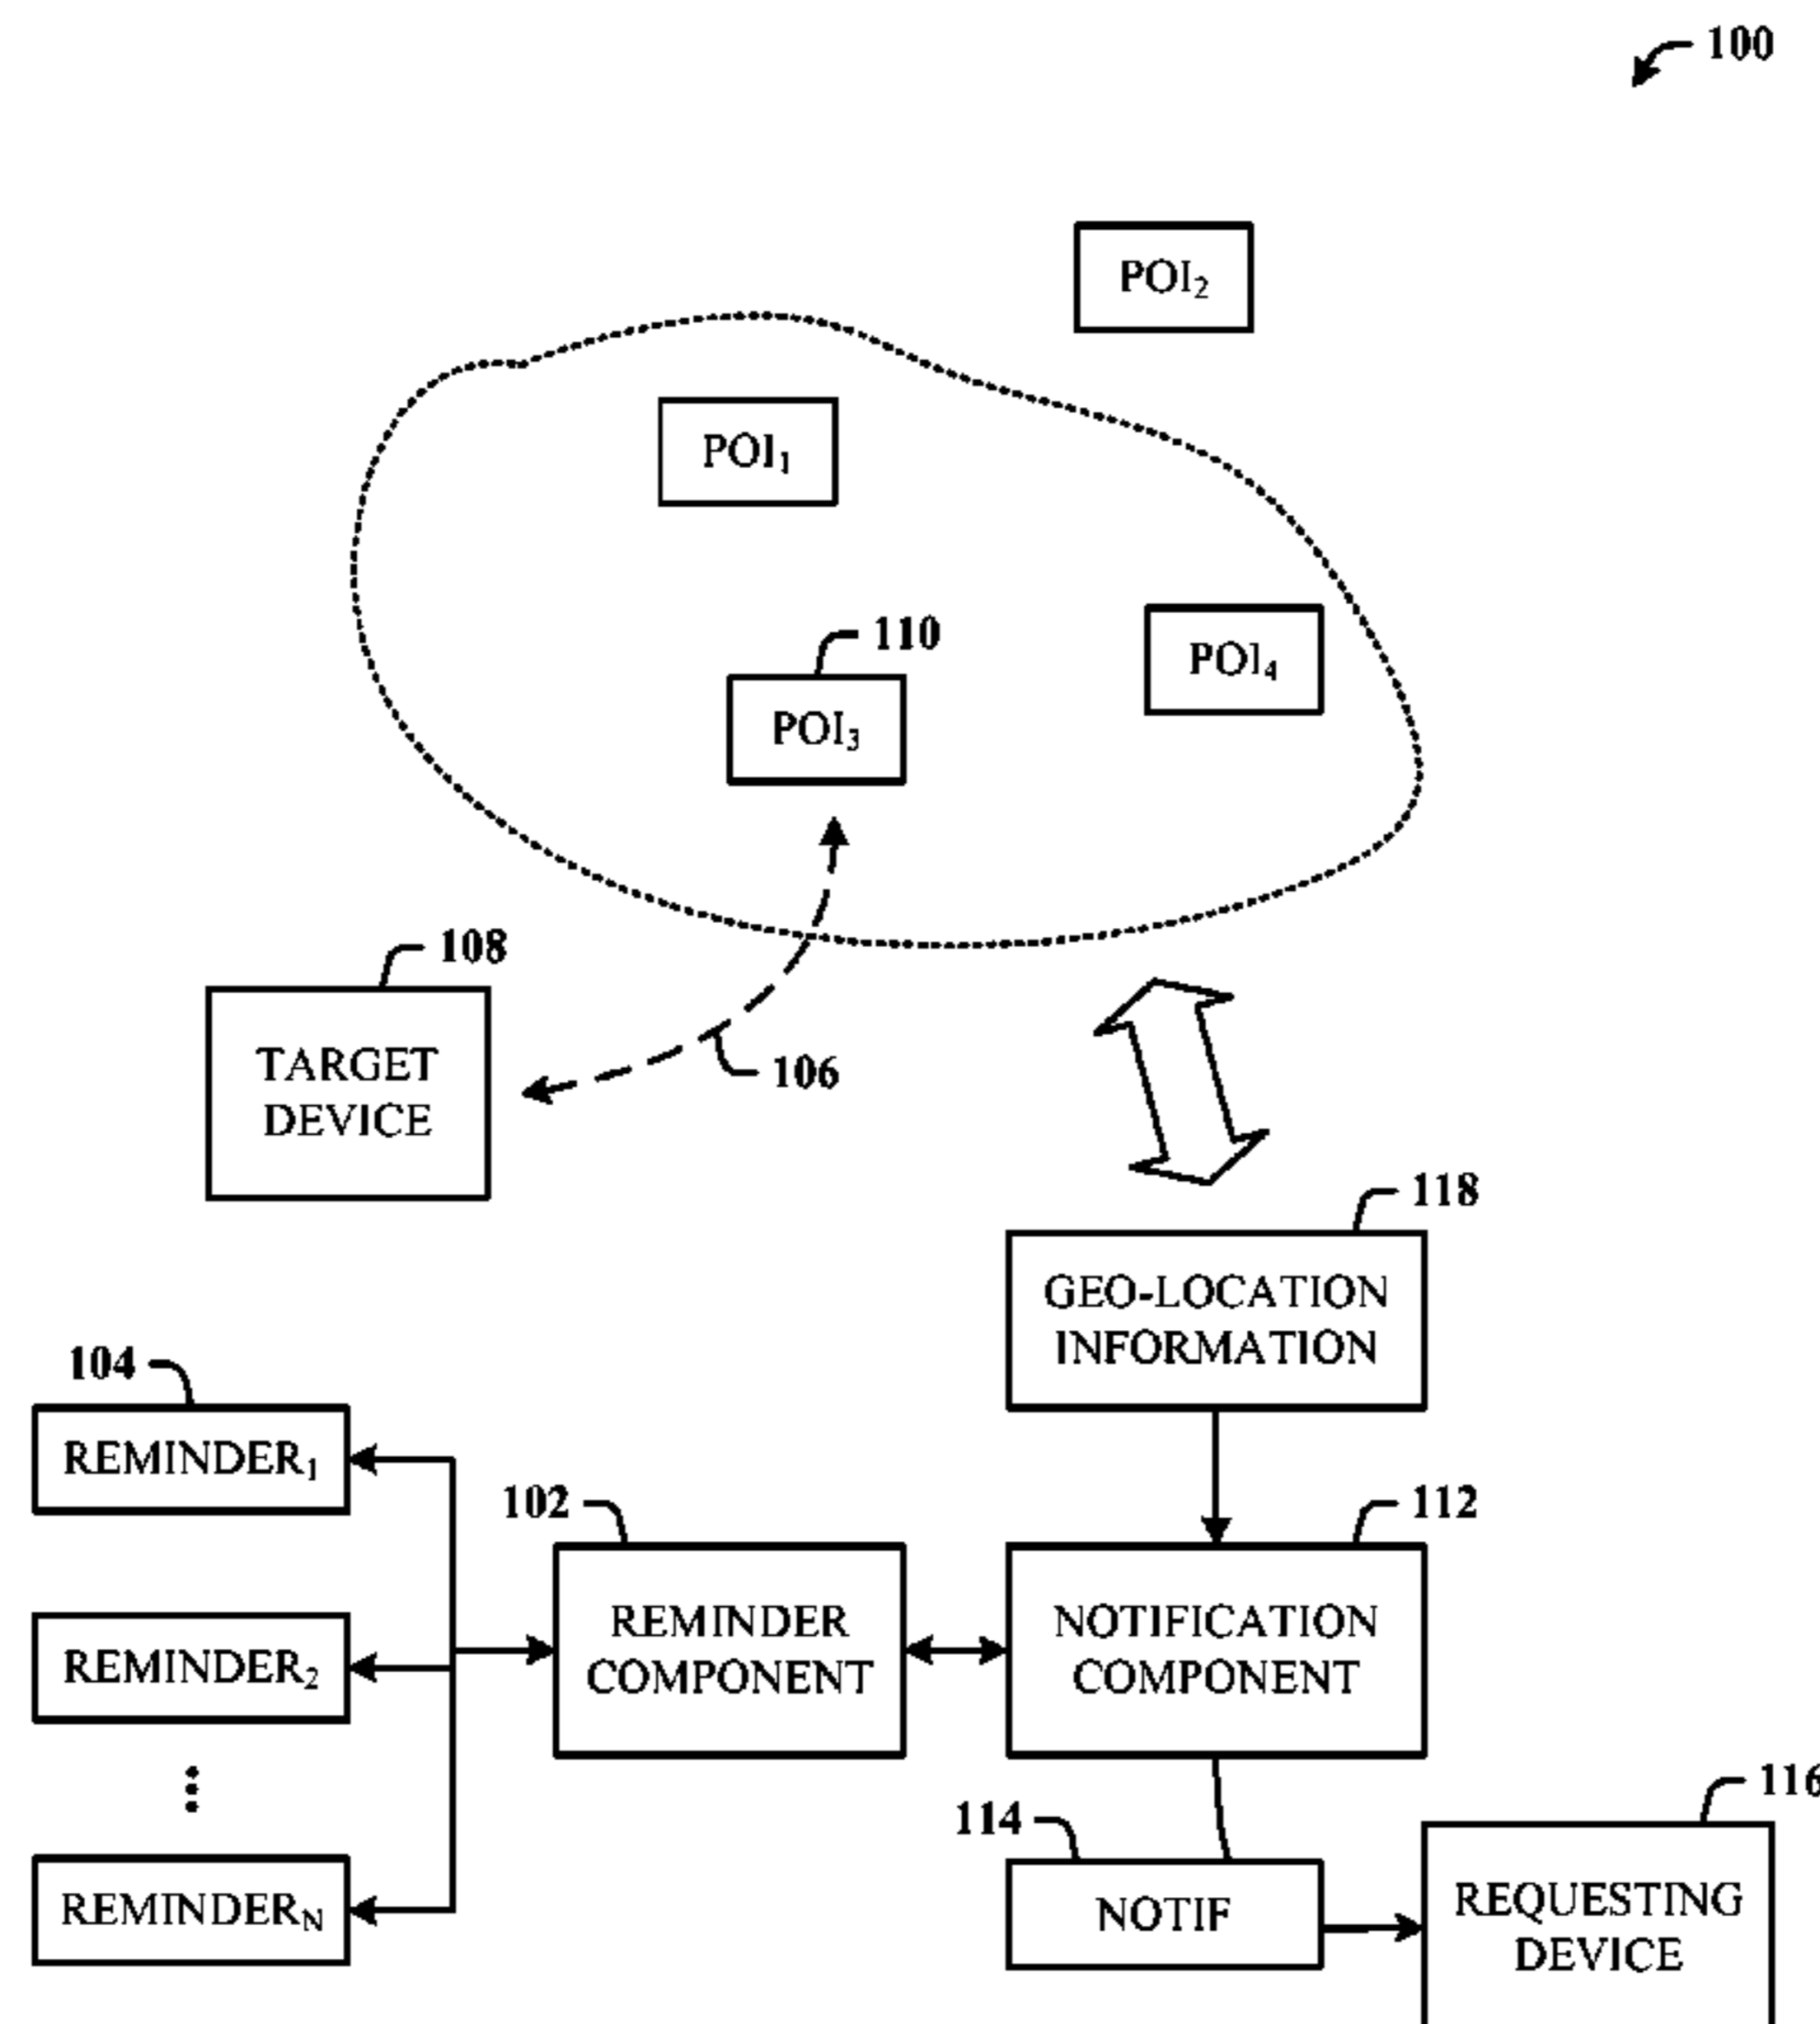 100
POI₂
POI₁
110
POI₄
POI₃
108
TARGET
DEVICE
106
118
GEO-LOCATION
INFORMATION
104
REMINDER₁
102
112
REMINDER
COMPONENT
NOTIFICATION
COMPONENT
REMINDER₂
116
114
REMINDER_N
NOTIF
REQUESTING
DEVICE